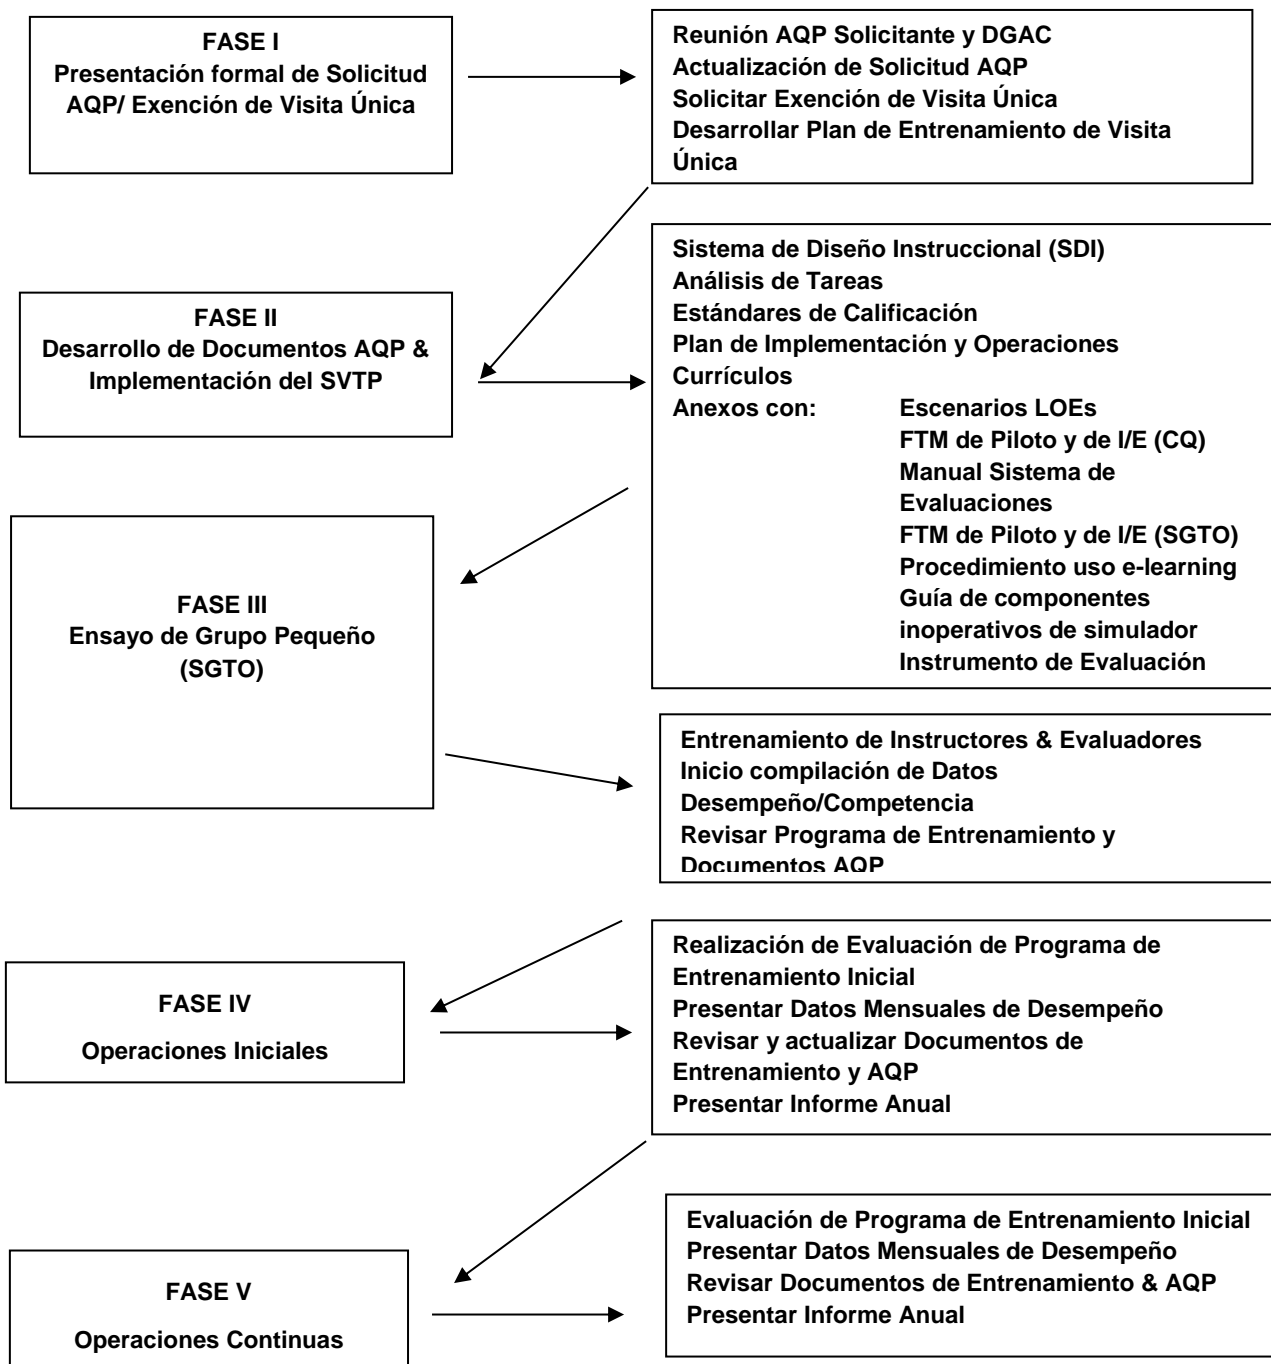 FASE I
Presentación formal de Solicitud
AQP/ Exención de Visita Única
Reunión AQP Solicitante y DGAC
Actualización de Solicitud AQP
Solicitar Exención de Visita Única
Desarrollar Plan de Entrenamiento de Visita
Única
FASE II
Desarrollo de Documentos AQP &
Implementación del SVTP
Sistema de Diseño Instruccional (SDI)
Análisis de Tareas
Estándares de Calificación
Plan de Implementación y Operaciones
Currículos
Anexos con: Escenarios LOEs
FTM de Piloto y de I/E (CQ)
Manual Sistema de
Evaluaciones
FTM de Piloto y de I/E (SGTO)
Procedimiento uso e-learning
Guía de componentes
inoperativos de simulador
Instrumento de Evaluación
FASE III
Ensayo de Grupo Pequeño
(SGTO)
Entrenamiento de Instructores & Evaluadores
Inicio compilación de Datos
Desempeño/Competencia
Revisar Programa de Entrenamiento y
Documentos AQP
FASE IV
Operaciones Iniciales
Realización de Evaluación de Programa de
Entrenamiento Inicial
Presentar Datos Mensuales de Desempeño
Revisar y actualizar Documentos de
Entrenamiento y AQP
Presentar Informe Anual
FASE V
Operaciones Continuas
Evaluación de Programa de Entrenamiento Inicial
Presentar Datos Mensuales de Desempeño
Revisar Documentos de Entrenamiento & AQP
Presentar Informe Anual